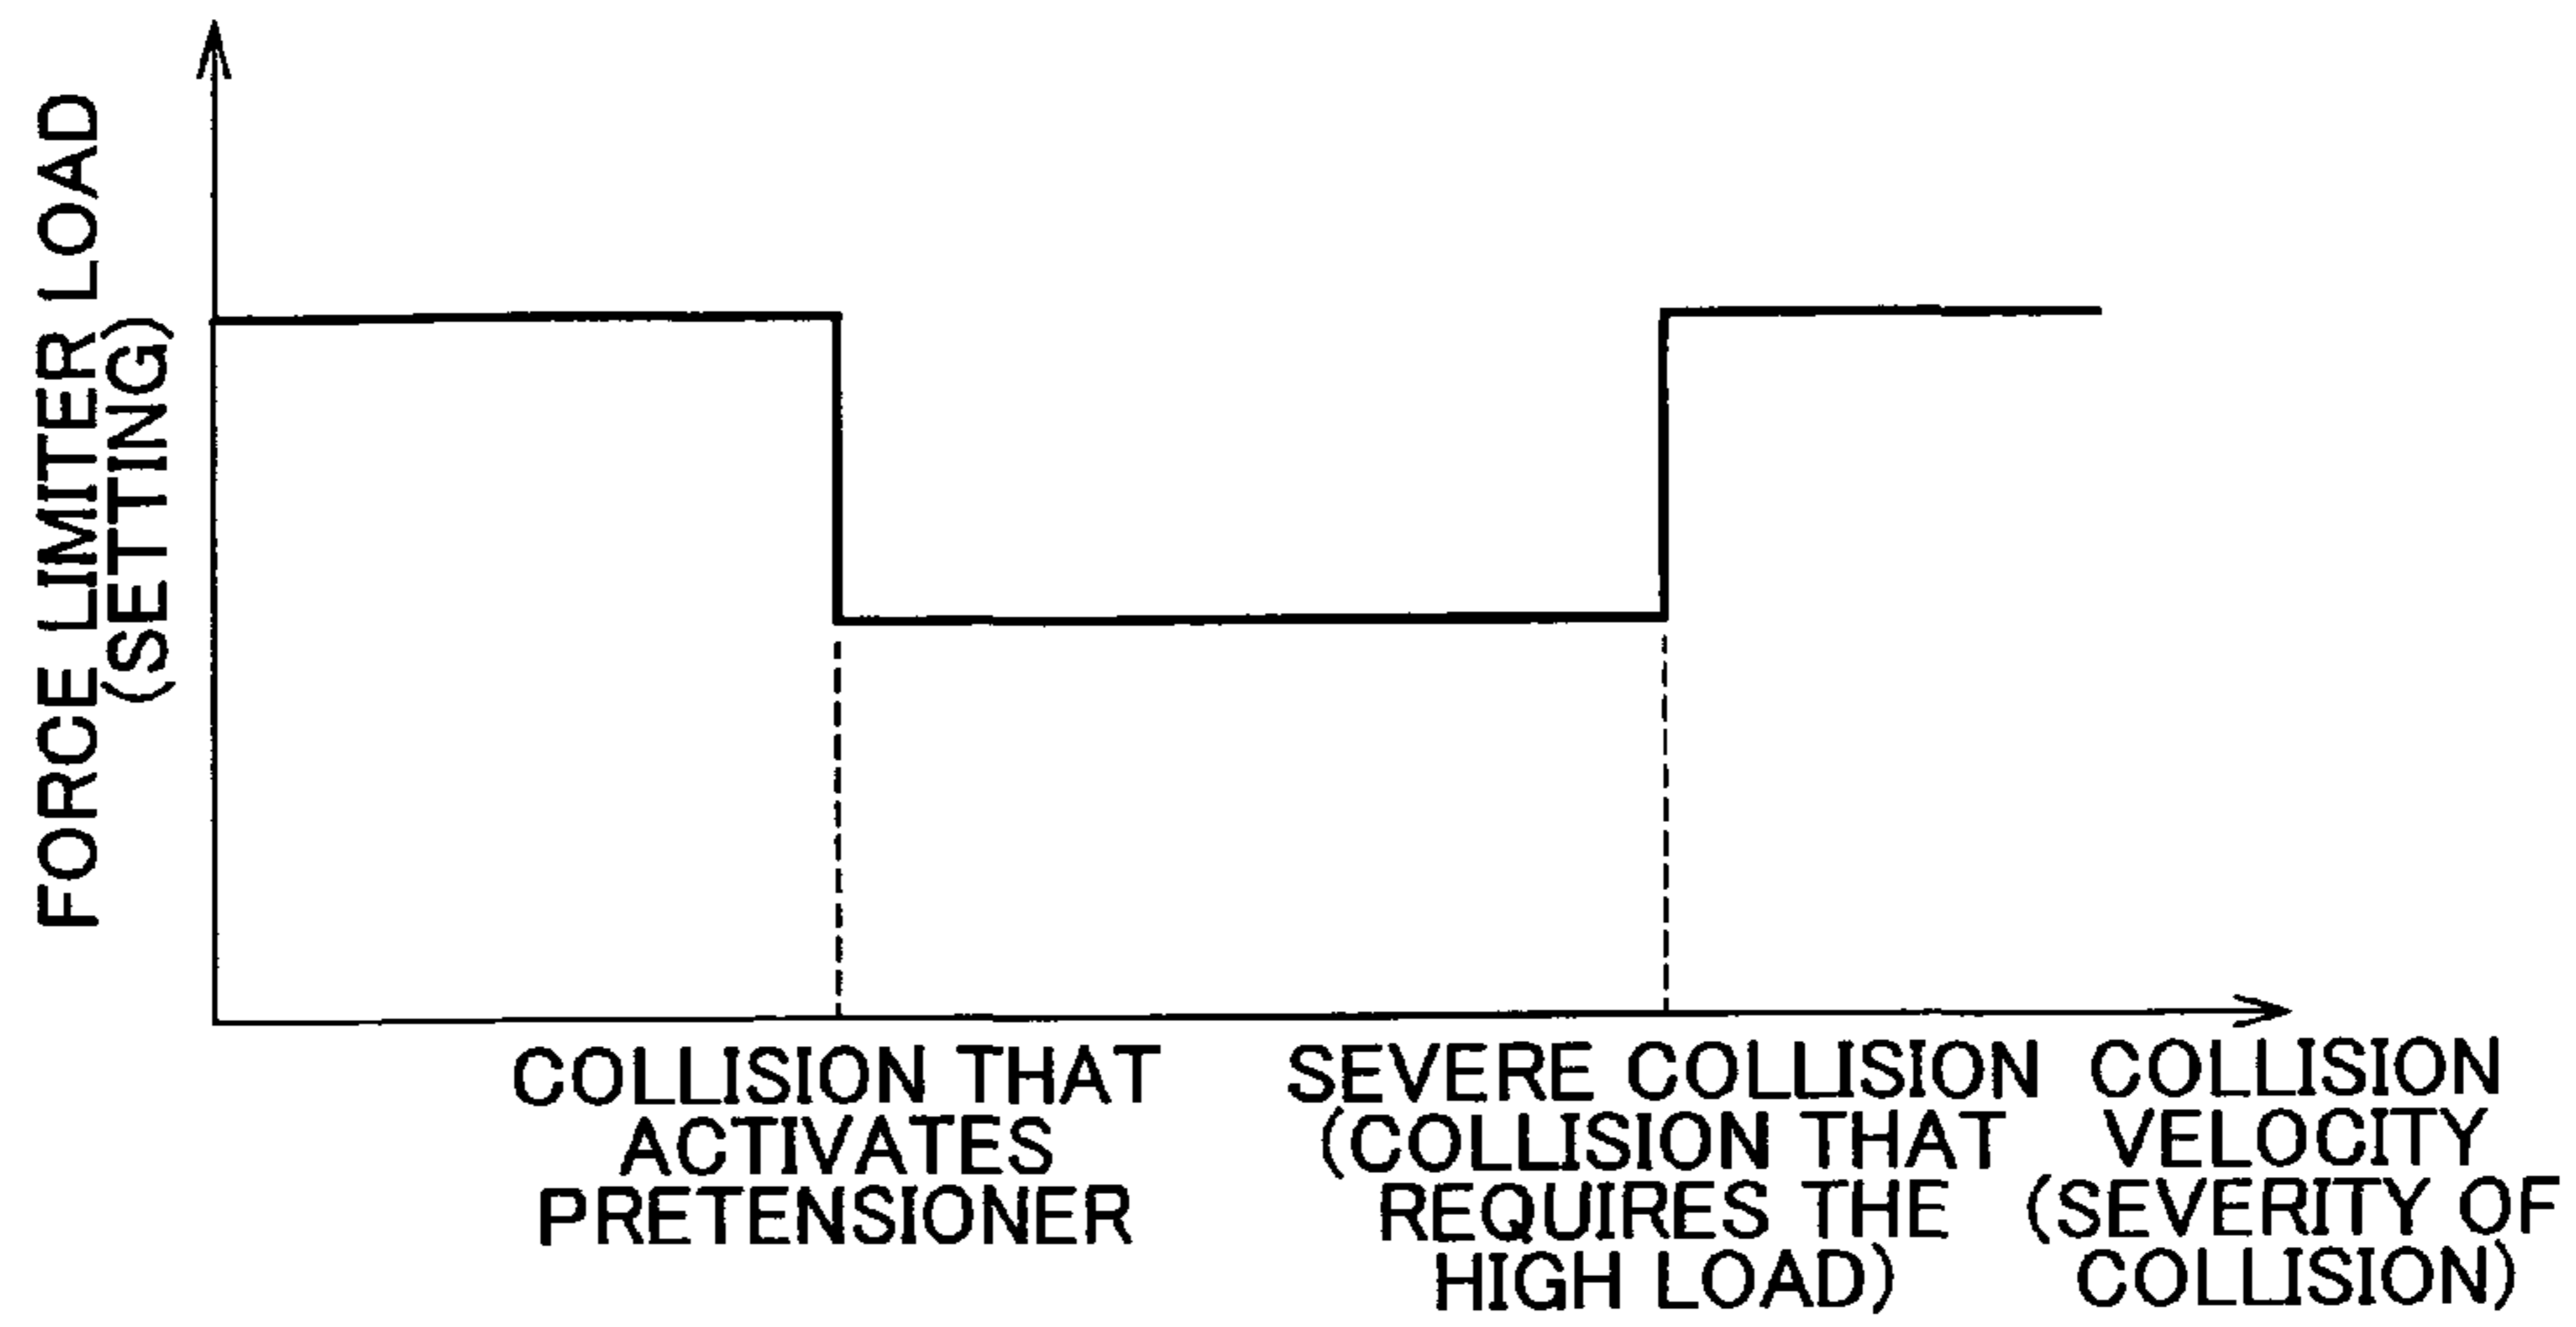 FORCE LIMITER LOAD
(SETTING)
COLLISION THAT
ACTIVATES
PRETENSIONER
SEVERE COLLISION
(COLLISION THAT
REQUIRES THE
HIGH LOAD)
COLLISION
VELOCITY
(SEVERITY OF
COLLISION)